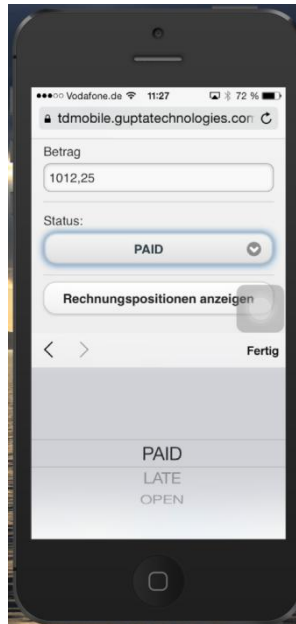 Vodafone.de 11:27 72 %
tdmobile.guptatechnologies.com
Betrag
1012,25
Status:
PAID
Rechnungspositionen anzeigen
Fertig
PAID
LATE
OPEN